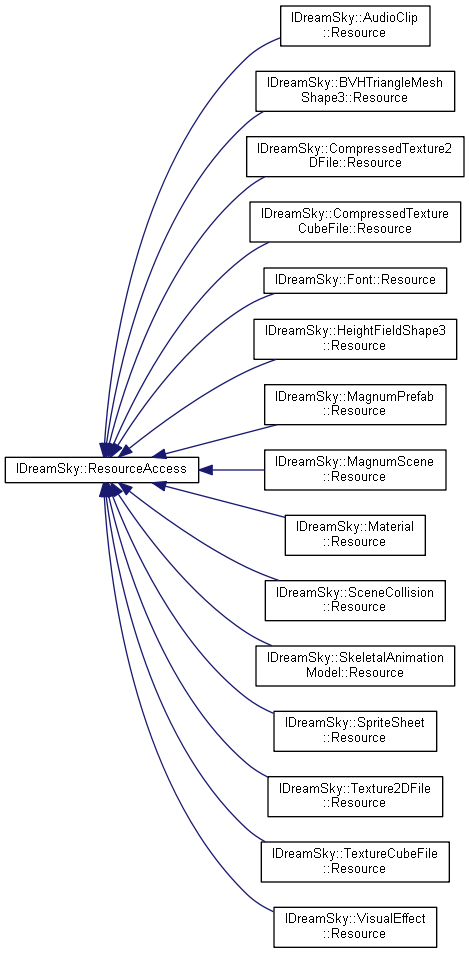 IDreamSky::AudioClip
::Resource
IDreamSky::BVHTriangleMesh
Shape3::Resource
IDreamSky::CompressedTexture2
DFile::Resource
IDreamSky::CompressedTexture
CubeFile::Resource
IDreamSky::Font::Resource
IDreamSky::HeightFieldShape3
::Resource
IDreamSky::MagnumPrefab
::Resource
IDreamSky::ResourceAccess
IDreamSky::MagnumScene
::Resource
IDreamSky::Material
::Resource
IDreamSky::SceneCollision
::Resource
IDreamSky::SkeletalAnimation
Model::Resource
IDreamSky::SpriteSheet
::Resource
IDreamSky::Texture2DFile
::Resource
IDreamSky::TextureCubeFile
::Resource
IDreamSky::VisualEffect
::Resource